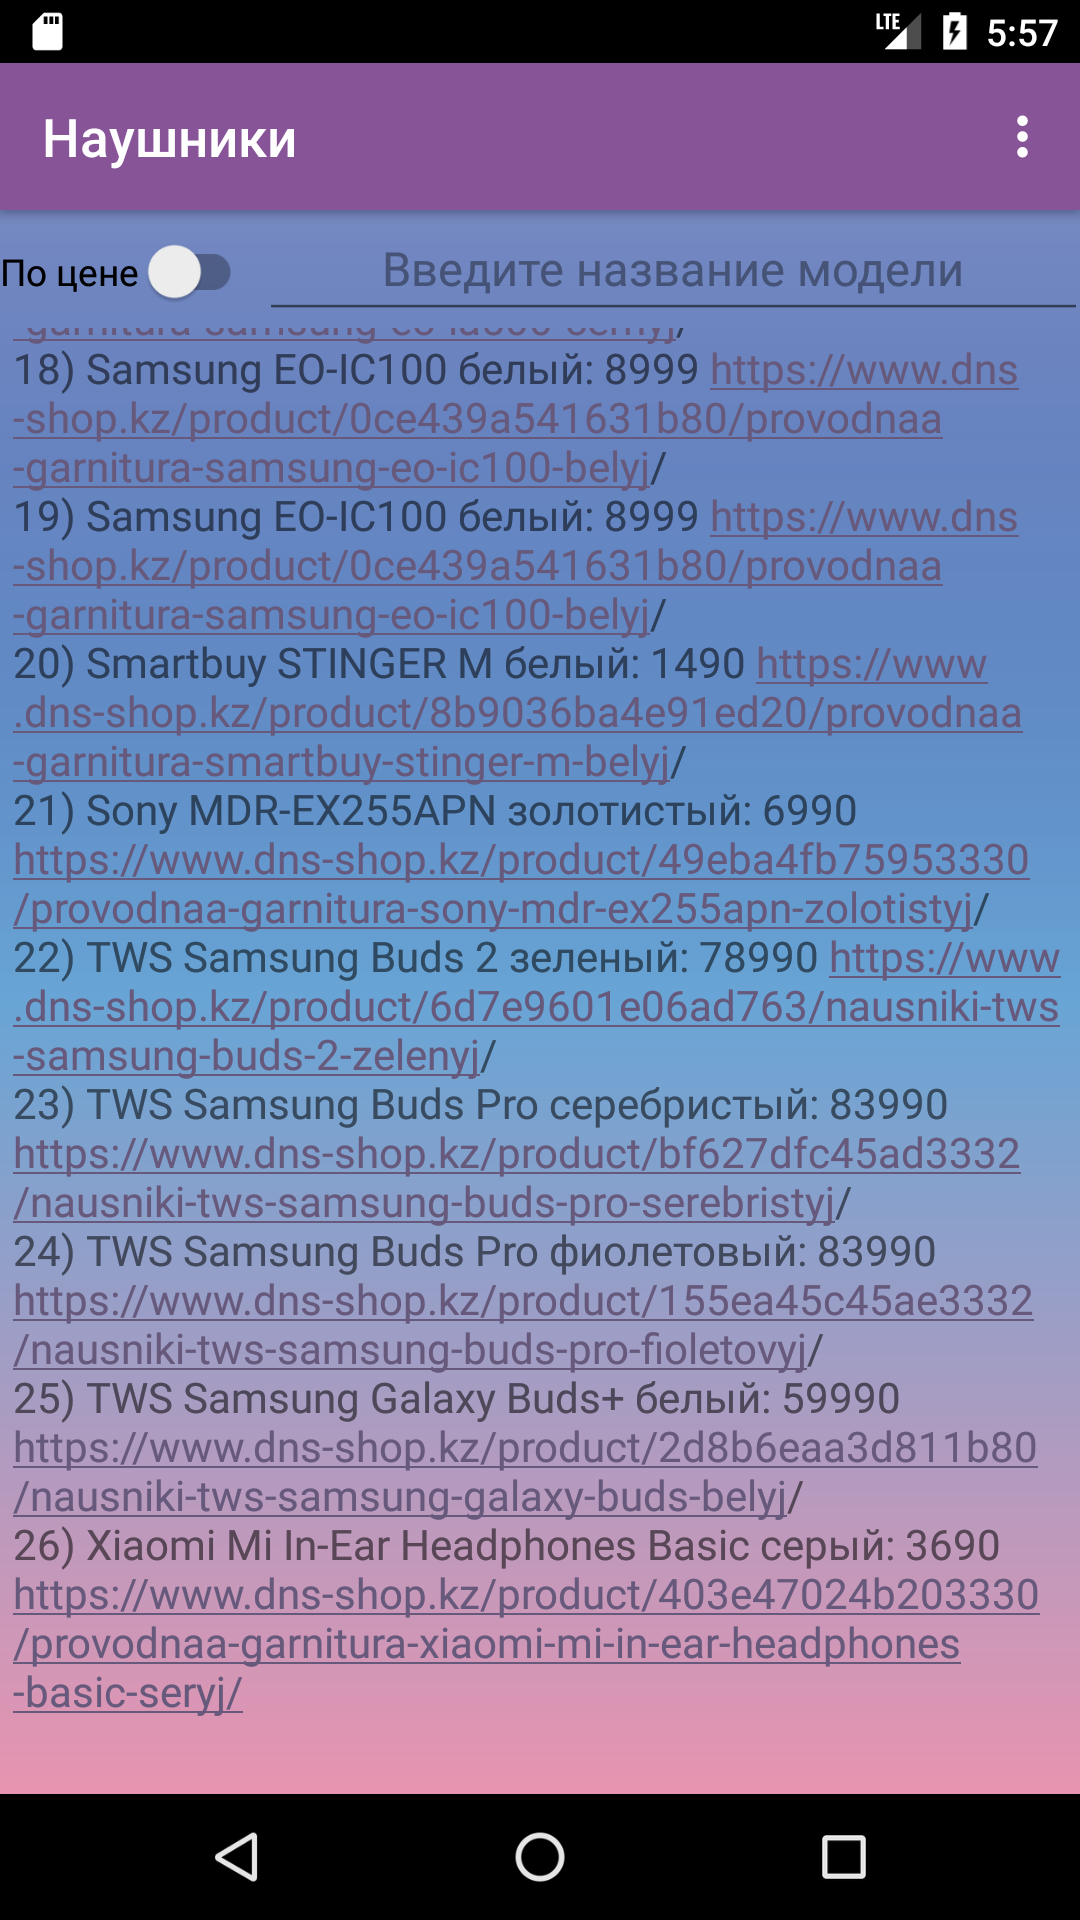 LTE 5:57
Наушники
По цене Введите название модели
-garnitura-samsung-eo-ia500-cernyj/
18) Samsung EO-IC100 белый: 8999 https://www.dns
-shop.kz/product/0ce439a541631b80/provodnaa
-garnitura-samsung-eo-ic100-belyj/
19) Samsung EO-IC100 белый: 8999 https://www.dns
-shop.kz/product/0ce439a541631b80/provodnaa
-garnitura-samsung-eo-ic100-belyj/
20) Smartbuy STINGER M белый: 1490 https://www
.dns-shop.kz/product/8b9036ba4e91ed20/provodnaa
-garnitura-smartbuy-stinger-m-belyj/
21) Sony MDR-EX255APN золотистый: 6990
https://www.dns-shop.kz/product/49eba4fb75953330
/provodnaa-garnitura-sony-mdr-ex255apn-zolotistyj/
22) TWS Samsung Buds 2 зеленый: 78990 https://www
.dns-shop.kz/product/6d7e9601e06ad763/nausniki-tws
-samsung-buds-2-zelenyj/
23) TWS Samsung Buds Pro серебристый: 83990
https://www.dns-shop.kz/product/bf627dfc45ad3332
/nausniki-tws-samsung-buds-pro-serebristyj/
24) TWS Samsung Buds Pro фиолетовый: 83990
https://www.dns-shop.kz/product/155ea45c45ae3332
/nausniki-tws-samsung-buds-pro-fioletovyj/
25) TWS Samsung Galaxy Buds+ белый: 59990
https://www.dns-shop.kz/product/2d8b6eaa3d811b80
/nausniki-tws-samsung-galaxy-buds-belyj/
26) Xiaomi Mi In-Ear Headphones Basic серый: 3690
https://www.dns-shop.kz/product/403e47024b203330
/provodnaa-garnitura-xiaomi-mi-in-ear-headphones
-basic-seryj/